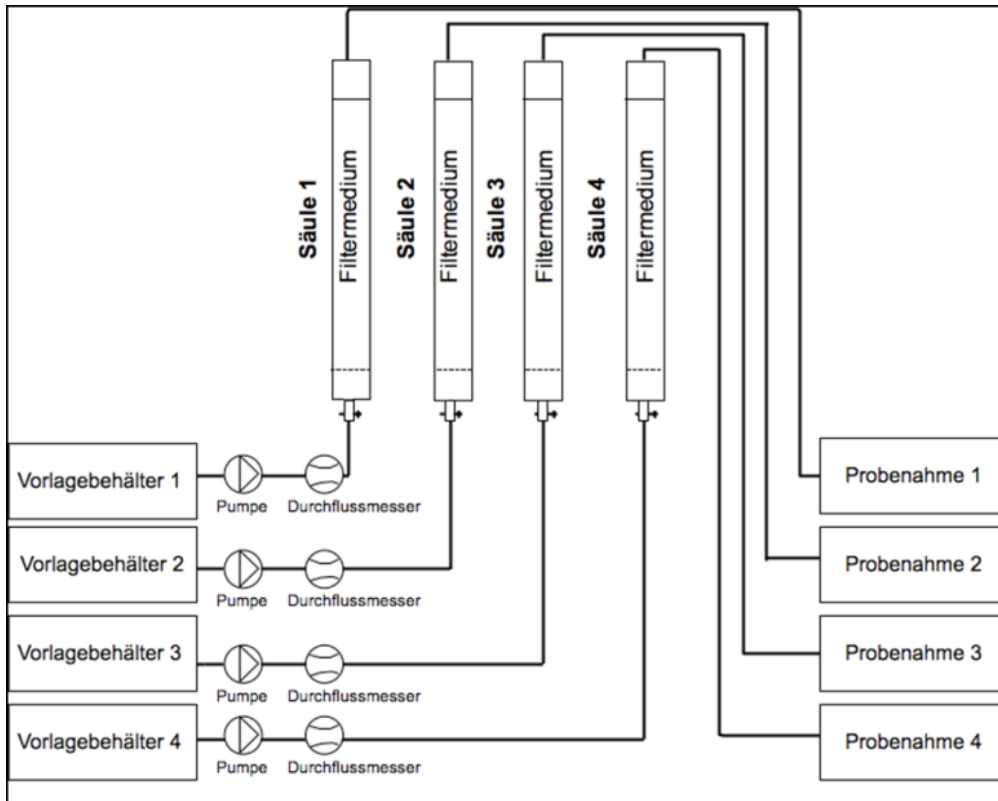 Säule 1
Filtermedium
Säule 2
Filtermedium
Säule 3
Filtermedium
Säule 4
Filtermedium
Vorlagebehälter 1
Pumpe
Durchflussmesser
Probenahme 1
Vorlagebehälter 2
Pumpe
Durchflussmesser
Probenahme 2
Vorlagebehälter 3
Pumpe
Durchflussmesser
Probenahme 3
Vorlagebehälter 4
Pumpe
Durchflussmesser
Probenahme 4